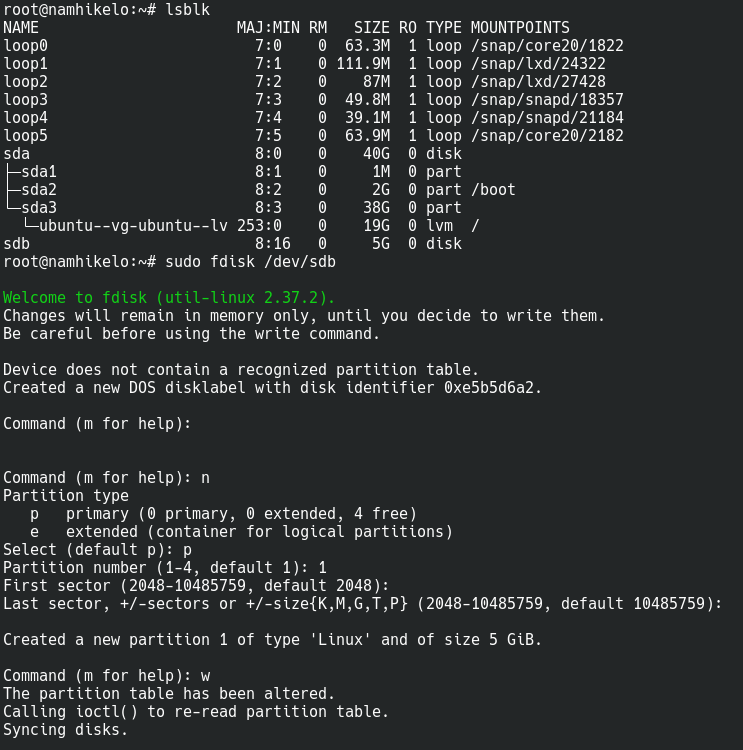 root@namhikelo:~# lsblk
NAME                      MAJ:MIN RM   SIZE RO TYPE MOUNTPOINTS
loop0                       7:0    0  63.3M  1 loop /snap/core20/1822
loop1                       7:1    0 111.9M  1 loop /snap/lxd/24322
loop2                       7:2    0    87M  1 loop /snap/lxd/27428
loop3                       7:3    0  49.8M  1 loop /snap/snapd/18357
loop4                       7:4    0  39.1M  1 loop /snap/snapd/21184
loop5                       7:5    0  63.9M  1 loop /snap/core20/2182
sda                         8:0    0    40G  0 disk
├─sda1                      8:1    0     1M  0 part
├─sda2                      8:2    0     2G  0 part /boot
└─sda3                      8:3    0    38G  0 part
  └─ubuntu--vg-ubuntu--lv 253:0    0    19G  0 lvm  /
sdb                         8:16   0     5G  0 disk
root@namhikelo:~# sudo fdisk /dev/sdb
Welcome to fdisk (util-linux 2.37.2).
Changes will remain in memory only, until you decide to write them.
Be careful before using the write command.
Device does not contain a recognized partition table.
Created a new DOS disklabel with disk identifier 0xe5b5d6a2.
Command (m for help):
Command (m for help): n
Partition type
   p   primary (0 primary, 0 extended, 4 free)
   e   extended (container for logical partitions)
Select (default p): p
Partition number (1-4, default 1): 1
First sector (2048-10485759, default 2048):
Last sector, +/-sectors or +/-size{K,M,G,T,P} (2048-10485759, default 10485759):
Created a new partition 1 of type 'Linux' and of size 5 GiB.
Command (m for help): w
The partition table has been altered.
Calling ioctl() to re-read partition table.
Syncing disks.